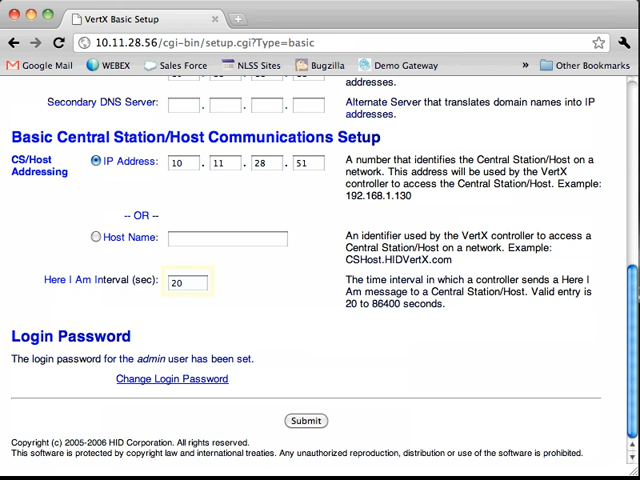 VertX Basic Setup
10.11.28.56/cgi-bin/setup.cgi?Type=basic
Google Mail WEBEX Sales Force NLSS Sites Bugzilla Demo Gateway » Other Bookmarks
addresses.
Secondary DNS Server: . . .
Alternate Server that translates domain names into IP
addresses.
Basic Central Station/Host Communications Setup
CS/Host
Addressing
IP Address: 10 . 11 . 28 . 51
A number that identifies the Central Station/Host on a
network. This address will be used by the VertX
controller to access the Central Station/Host. Example:
192.168.1.130
-- OR --
Host Name:
An identifier used by the VertX controller to access a
Central Station/Host on a network. Example:
CSHost.HIDVertX.com
Here I Am Interval (sec): 20
The time interval in which a controller sends a Here I
Am message to a Central Station/Host. Valid entry is
20 to 86400 seconds.
Login Password
The login password for the admin user has been set.
Change Login Password
Submit
Copyright (c) 2005-2006 HID Corporation. All rights reserved.
This software is protected by copyright law and international treaties. Any unauthorized reproduction, distribution or use of the software is prohibited.